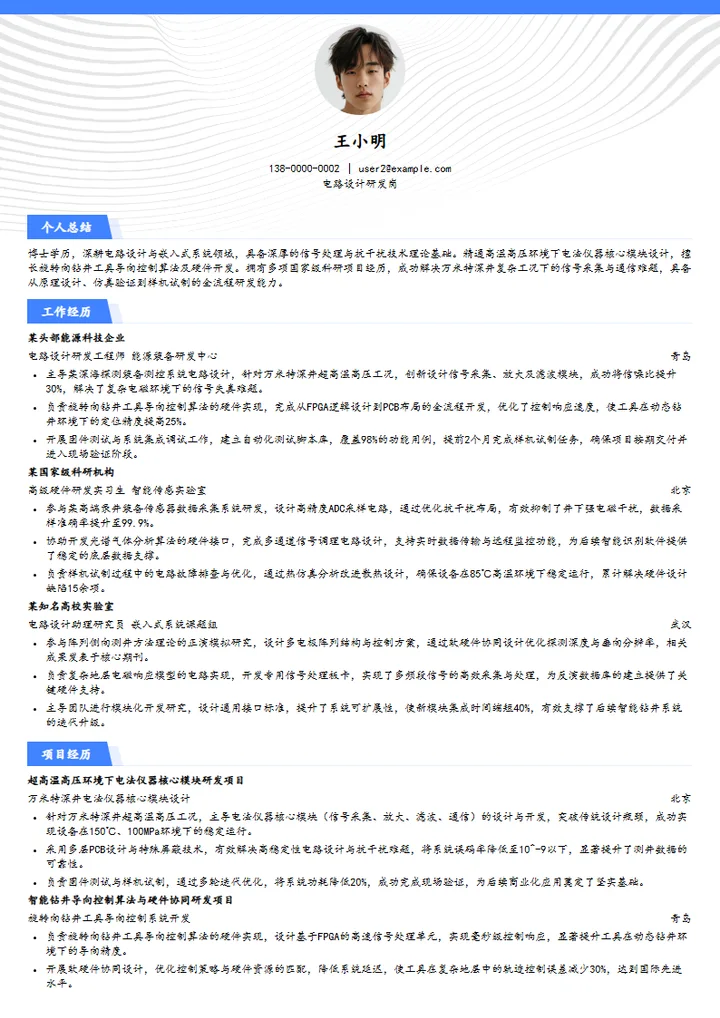 王小明
138-0000-0002 | user2@example.com
电路设计研发岗
个人总结
博士学历，深耕电路设计与嵌入式系统领域，具备深厚的信号处理与抗干扰技术理论基础。精通高温高压环境下电法仪器核心模块设计，擅
长旋转向钻井工具导向控制算法及硬件开发。拥有多项国家级科研项目经历，成功解决万米特深井复杂工况下的信号采集与通信难题，具备
从原理设计、仿真验证到样机试制的全流程研发能力。
工作经历
某头部能源科技企业
电路设计研发工程师 能源装备研发中心 青岛
• 主导某深海探测装备测控系统电路设计，针对万米特深井超高温高压工况，创新设计信号采集、放大及滤波模块，成功将信噪比提升
30%，解决了复杂电磁环境下的信号失真难题。
• 负责旋转向钻井工具导向控制算法的硬件实现，完成从FPGA逻辑设计到PCB布局的全流程开发，优化了控制响应速度，使工具在动态钻
井环境下的定位精度提高25%。
• 开展固件测试与系统集成调试工作，建立自动化测试脚本库，覆盖98%的功能用例，提前2个月完成样机试制任务，确保项目按期交付并
进入现场验证阶段。
某国家级科研机构
高级硬件研发实习生 智能传感实验室 北京
• 参与某高端录井装备传感器数据采集系统研发，设计高精度ADC采样电路，通过优化抗干扰布局，有效抑制了井下强电磁干扰，数据采
样准确率提升至99.9%。
• 协助开发光谱气体分析算法的硬件接口，完成多通道信号调理电路设计，支持实时数据传输与远程监控功能，为后续智能识别软件提供
了稳定的底层数据支撑。
• 负责样机试制过程中的电路故障排查与优化，通过热仿真分析改进散热设计，确保设备在85℃高温环境下稳定运行，累计解决硬件设计
缺陷15余项。
某知名高校实验室
电路设计助理研究员 嵌入式系统课题组 武汉
• 参与阵列侧向测井方法理论的正演模拟研究，设计多电极阵列结构与控制方案，通过软硬件协同设计优化探测深度与垂向分辨率，相关
成果发表于核心期刊。
• 负责复杂地层电磁响应模型的电路实现，开发专用信号处理板卡，实现了多频段信号的高效采集与处理，为反演数据库的建立提供了关
键硬件支持。
• 主导团队进行模块化开发研究，设计通用接口标准，提升了系统可扩展性，使新模块集成时间缩短40%，有效支撑了后续智能钻井系统
的迭代升级。
项目经历
超高温高压环境下电法仪器核心模块研发项目
万米特深井电法仪器核心模块设计 北京
• 针对万米特深井超高温高压工况，主导电法仪器核心模块（信号采集、放大、滤波、通信）的设计与开发，突破传统设计瓶颈，成功实
现设备在150℃、100MPa环境下的稳定运行。
• 采用多层PCB设计与特殊屏蔽技术，有效解决高稳定性电路设计与抗干扰难题，将系统误码率降低至10^-9以下，显著提升了测井数据的
可靠性。
• 负责固件测试与样机试制，通过多轮迭代优化，将系统功耗降低20%，成功完成现场验证，为后续商业化应用奠定了坚实基础。
智能钻井导向控制算法与硬件协同研发项目
旋转向钻井工具导向控制系统开发 青岛
• 负责旋转向钻井工具导向控制算法的硬件实现，设计基于FPGA的高速信号处理单元，实现毫秒级控制响应，显著提升工具在动态钻井环
境下的导向精度。
• 开展软硬件协同设计，优化控制策略与硬件资源的匹配，降低系统延迟，使工具在复杂地层中的轨迹控制误差减少30%，达到国际先进
水平。